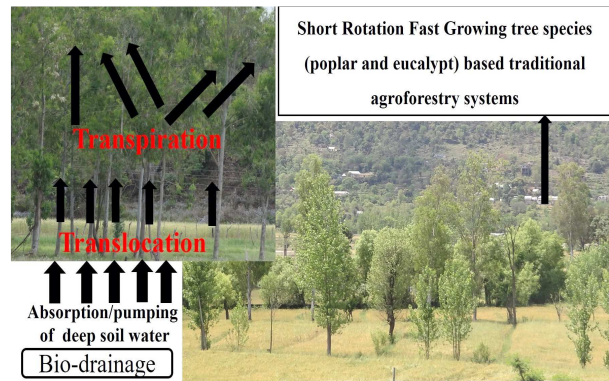 Short Rotation Fast Growing tree species
(poplar and eucalypt) based traditional
agroforestry systems
Transpiration
Translocation
Absorption/pumping
of deep soil water
Bio-drainage